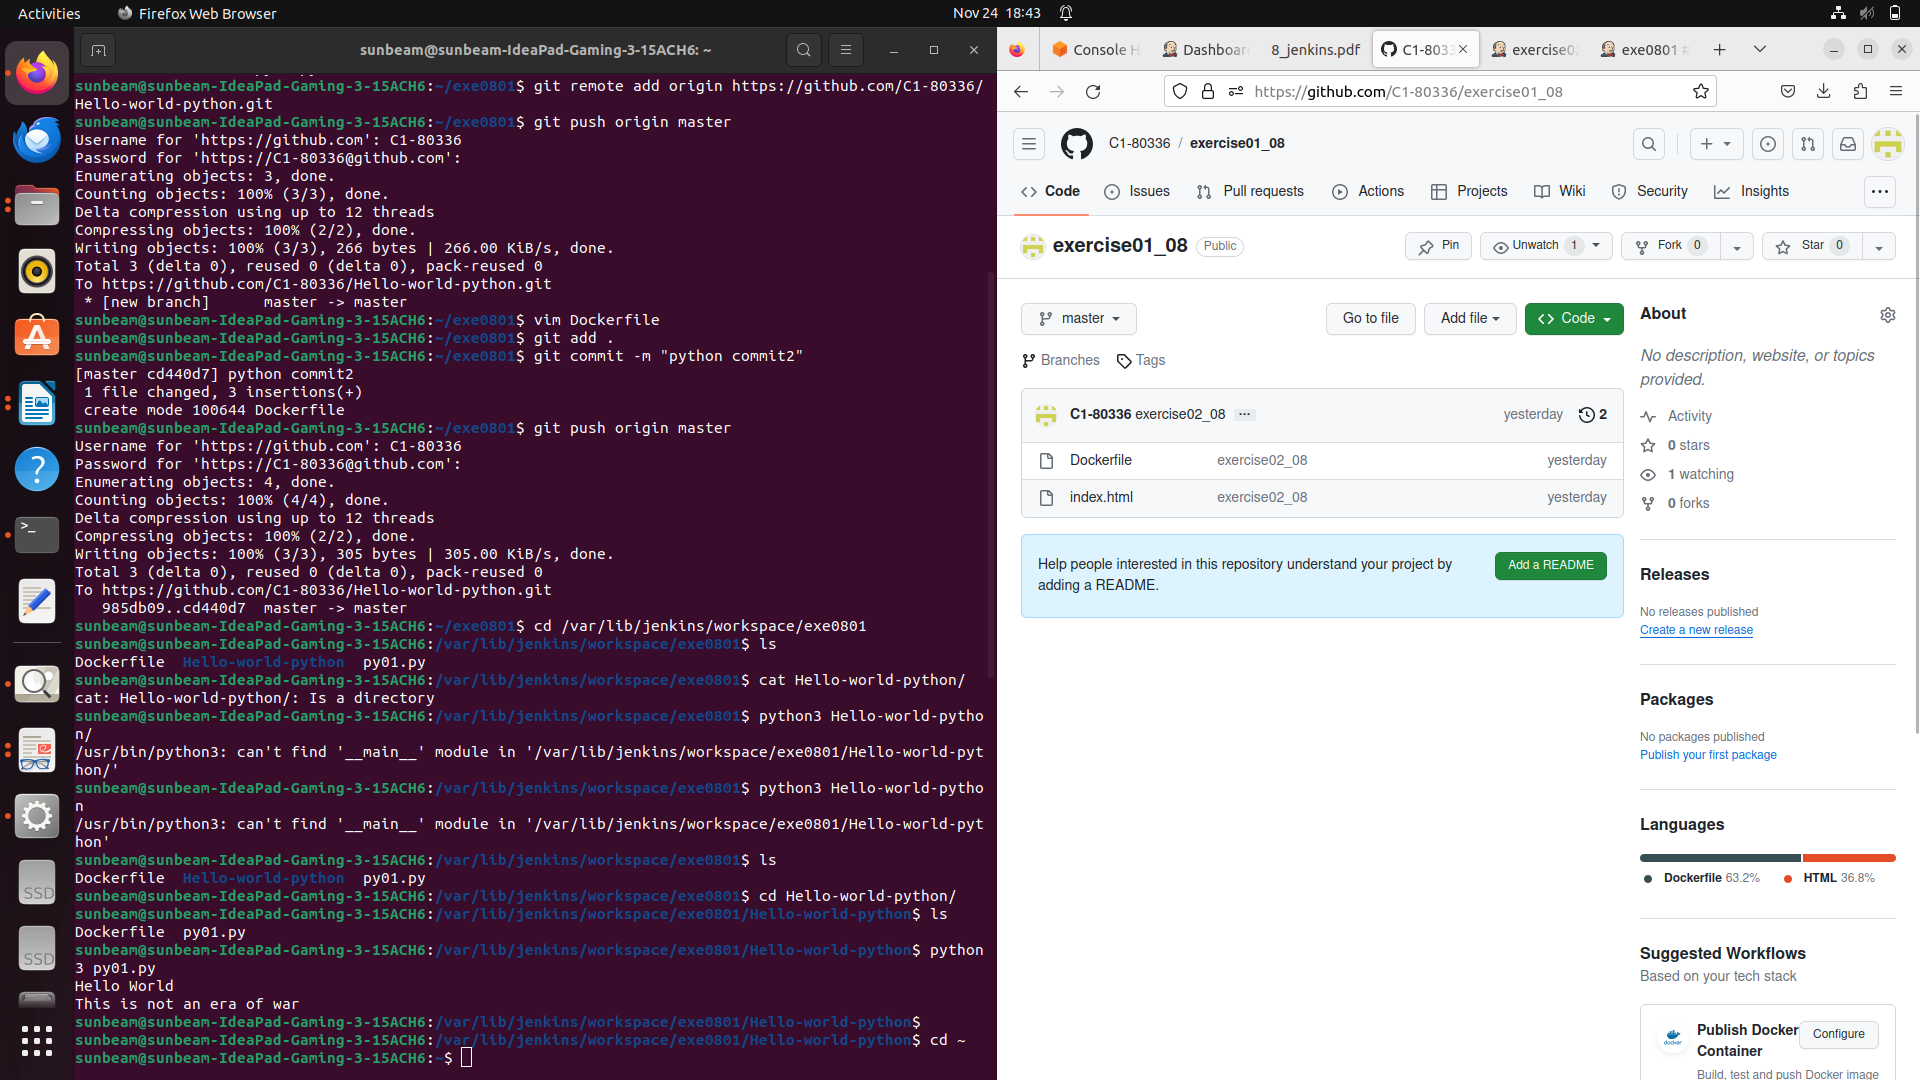 Activities
Firefox Web Browser
Nov 24 18:43
sunbeam@sunbeam-IdeaPad-Gaming-3-15ACH6: ~
sunbeam@sunbeam-IdeaPad-Gaming-3-15ACH6:~/exe0801$ git remote add origin https://github.com/C1-80336/
Hello-world-python.git
sunbeam@sunbeam-IdeaPad-Gaming-3-15ACH6:~/exe0801$ git push origin master
Username for 'https://github.com': C1-80336
Password for 'https://C1-80336@github.com':
Enumerating objects: 3, done.
Counting objects: 100% (3/3), done.
Delta compression using up to 12 threads
Compressing objects: 100% (2/2), done.
Writing objects: 100% (3/3), 266 bytes | 266.00 KiB/s, done.
Total 3 (delta 0), reused 0 (delta 0), pack-reused 0
To https://github.com/C1-80336/Hello-world-python.git
 * [new branch]      master -> master
sunbeam@sunbeam-IdeaPad-Gaming-3-15ACH6:~/exe0801$ vim Dockerfile
sunbeam@sunbeam-IdeaPad-Gaming-3-15ACH6:~/exe0801$ git add .
sunbeam@sunbeam-IdeaPad-Gaming-3-15ACH6:~/exe0801$ git commit -m "python commit2"
[master cd440d7] python commit2
 1 file changed, 3 insertions(+)
 create mode 100644 Dockerfile
sunbeam@sunbeam-IdeaPad-Gaming-3-15ACH6:~/exe0801$ git push origin master
Username for 'https://github.com': C1-80336
Password for 'https://C1-80336@github.com':
Enumerating objects: 4, done.
Counting objects: 100% (4/4), done.
Delta compression using up to 12 threads
Compressing objects: 100% (2/2), done.
Writing objects: 100% (3/3), 305 bytes | 305.00 KiB/s, done.
Total 3 (delta 0), reused 0 (delta 0), pack-reused 0
To https://github.com/C1-80336/Hello-world-python.git
   985db09..cd440d7  master -> master
sunbeam@sunbeam-IdeaPad-Gaming-3-15ACH6:~/exe0801$ cd /var/lib/jenkins/workspace/exe0801
sunbeam@sunbeam-IdeaPad-Gaming-3-15ACH6:/var/lib/jenkins/workspace/exe0801$ ls
Dockerfile  Hello-world-python  py01.py
sunbeam@sunbeam-IdeaPad-Gaming-3-15ACH6:/var/lib/jenkins/workspace/exe0801$ cat Hello-world-python/
cat: Hello-world-python/: Is a directory
sunbeam@sunbeam-IdeaPad-Gaming-3-15ACH6:/var/lib/jenkins/workspace/exe0801$ python3 Hello-world-pytho
n/
/usr/bin/python3: can't find '__main__' module in '/var/lib/jenkins/workspace/exe0801/Hello-world-pyt
hon/'
sunbeam@sunbeam-IdeaPad-Gaming-3-15ACH6:/var/lib/jenkins/workspace/exe0801$ python3 Hello-world-pytho
n
/usr/bin/python3: can't find '__main__' module in '/var/lib/jenkins/workspace/exe0801/Hello-world-pyt
hon'
sunbeam@sunbeam-IdeaPad-Gaming-3-15ACH6:/var/lib/jenkins/workspace/exe0801$ ls
Dockerfile  Hello-world-python  py01.py
sunbeam@sunbeam-IdeaPad-Gaming-3-15ACH6:/var/lib/jenkins/workspace/exe0801$ cd Hello-world-python/
sunbeam@sunbeam-IdeaPad-Gaming-3-15ACH6:/var/lib/jenkins/workspace/exe0801/Hello-world-python$ ls
Dockerfile  py01.py
sunbeam@sunbeam-IdeaPad-Gaming-3-15ACH6:/var/lib/jenkins/workspace/exe0801/Hello-world-python$ python
3 py01.py
Hello World
This is not an era of war
sunbeam@sunbeam-IdeaPad-Gaming-3-15ACH6:/var/lib/jenkins/workspace/exe0801/Hello-world-python$
sunbeam@sunbeam-IdeaPad-Gaming-3-15ACH6:/var/lib/jenkins/workspace/exe0801/Hello-world-python$ cd ~
sunbeam@sunbeam-IdeaPad-Gaming-3-15ACH6:~$
SSD
SSD
Console H
Dashboar
8_jenkins.pdf
C1-8033
exercise02
exe0801 #
https://github.com/C1-80336/exercise01_08
C1-80336 / exercise01_08
Code
Issues
Pull requests
Actions
Projects
Wiki
Security
Insights
exercise01_08 Public
Pin
Unwatch 1
Fork 0
Star 0
master
Go to file
Add file
Code
Branches
Tags
C1-80336 exercise02_08 ... yesterday 2
Dockerfile exercise02_08 yesterday
index.html exercise02_08 yesterday
Help people interested in this repository understand your project by
adding a README.
Add a README
About
No description, website, or topics
provided.
Activity
0 stars
1 watching
0 forks
Releases
No releases published
Create a new release
Packages
No packages published
Publish your first package
Languages
Dockerfile 63.2% HTML 36.8%
Suggested Workflows
Based on your tech stack
docker
Publish Docker
Container
Configure
Build, test and push Docker image